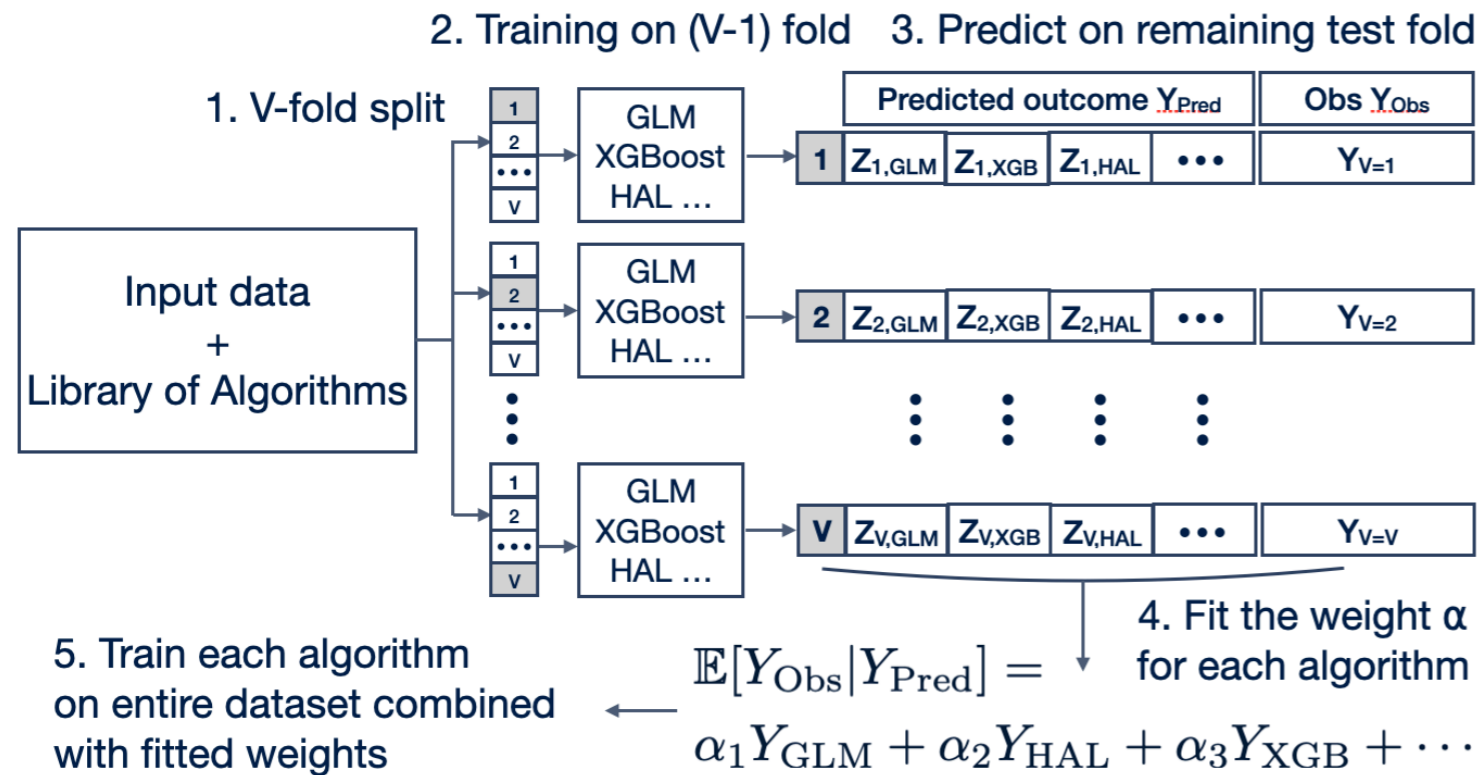 2. Training on (V-1) fold
3. Predict on remaining test fold
1. V-fold split
Predicted outcome YPred
Obs YObs
1
2
•••
V
GLM
XGBoost
HAL ...
1
Z1,GLM
Z1,XGB
Z1,HAL
•••
YV=1
Input data
+
Library of Algorithms
1
2
•••
V
GLM
XGBoost
HAL ...
2
Z2,GLM
Z2,XGB
Z2,HAL
•••
YV=2
1
2
•••
V
GLM
XGBoost
HAL ...
V
ZV,GLM
ZV,XGB
ZV,HAL
•••
YV=V
4. Fit the weight α
for each algorithm
𝔼[YObs|YPred] =
α1YGLM + α2YHAL + α3YXGB + ⋯
5. Train each algorithm
on entire dataset combined
with fitted weights